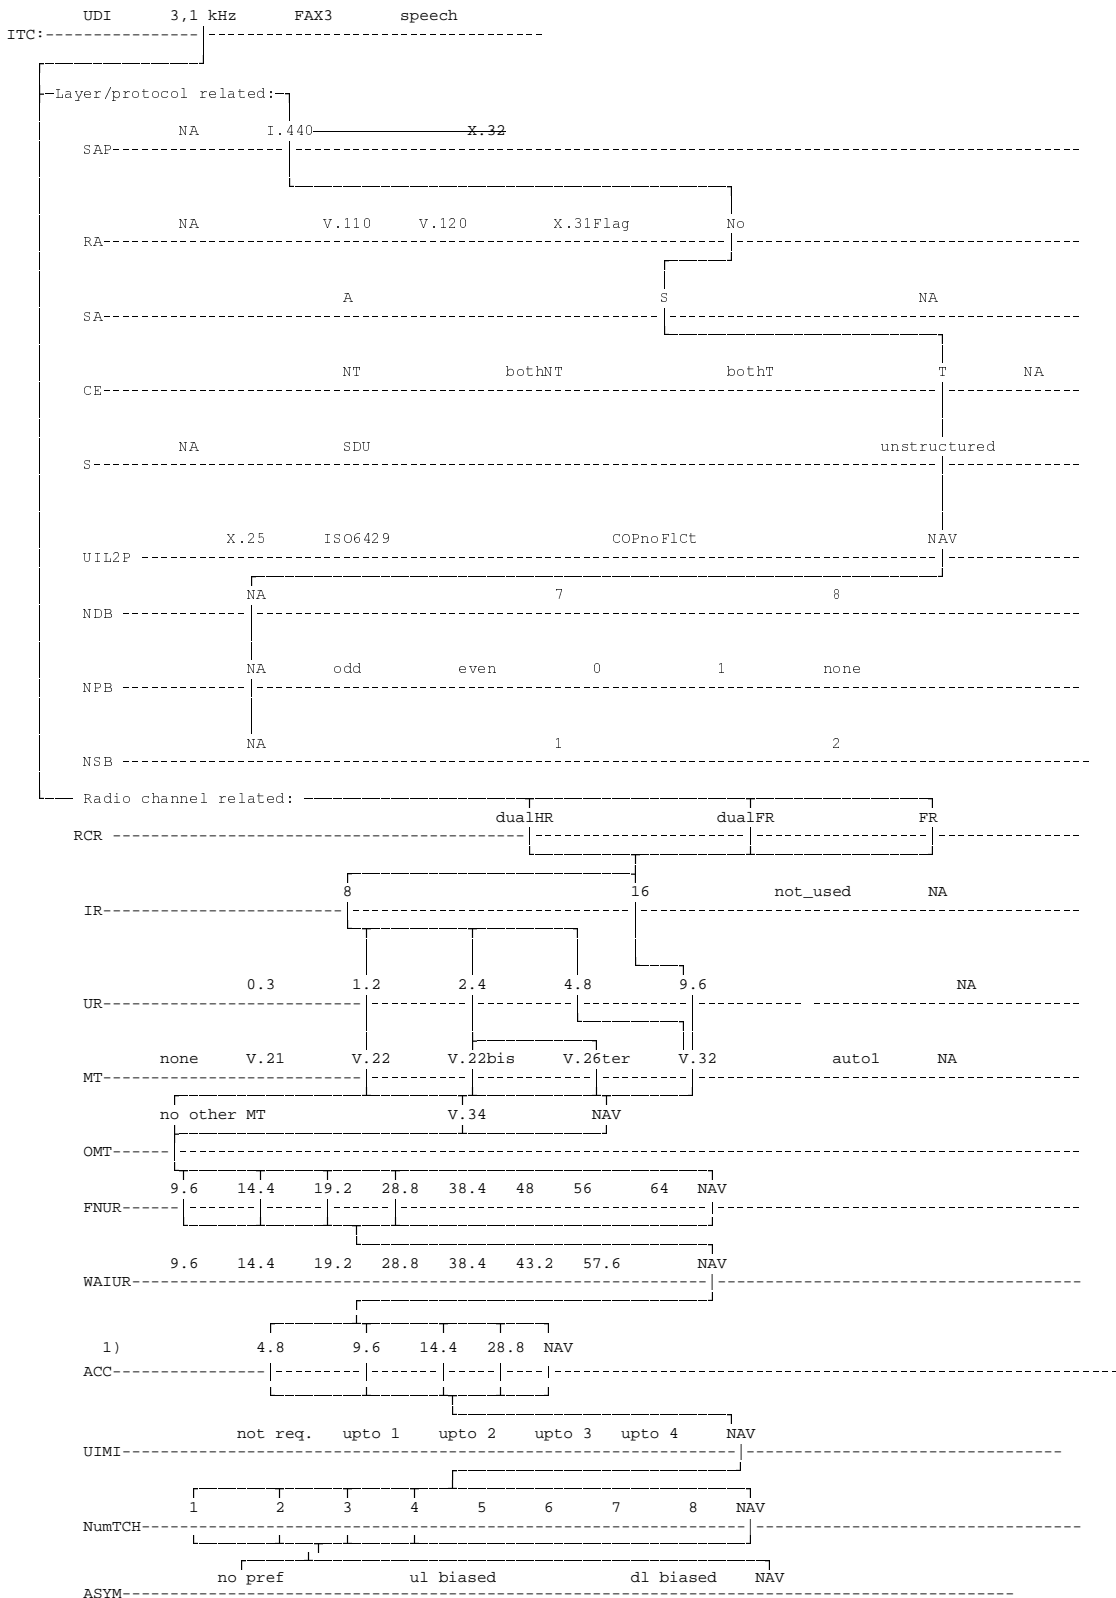 UDI 3,1 kHz FAX3 speech
ITC:
Layer/protocol related:
NA I.440 X.32
SAP
NA V.110 V.120 X.31Flag No
RA
A S NA
SA
NT bothNT bothT T NA
CE
NA SDU unstructured
S
X.25 ISO6429 COPnoFlCt NAV
UIL2P
NA 7 8
NDB
NA odd even 0 1 none
NPB
NA 1 2
NSB
Radio channel related:
dualHR dualFR FR
RCR
8 16 not_used NA
IR
0.3 1.2 2.4 4.8 9.6 NA
UR
none V.21 V.22 V.22bis V.26ter V.32 auto1 NA
MT
no other MT V.34 NAV
OMT
9.6 14.4 19.2 28.8 38.4 48 56 64 NAV
FNUR
9.6 14.4 19.2 28.8 38.4 43.2 57.6 NAV
WAIUR
1) 4.8 9.6 14.4 28.8 NAV
ACC
not req. upto 1 upto 2 upto 3 upto 4 NAV
UIMI
1 2 3 4 5 6 7 8 NAV
NumTCH
no pref ul biased dl biased NAV
ASYM